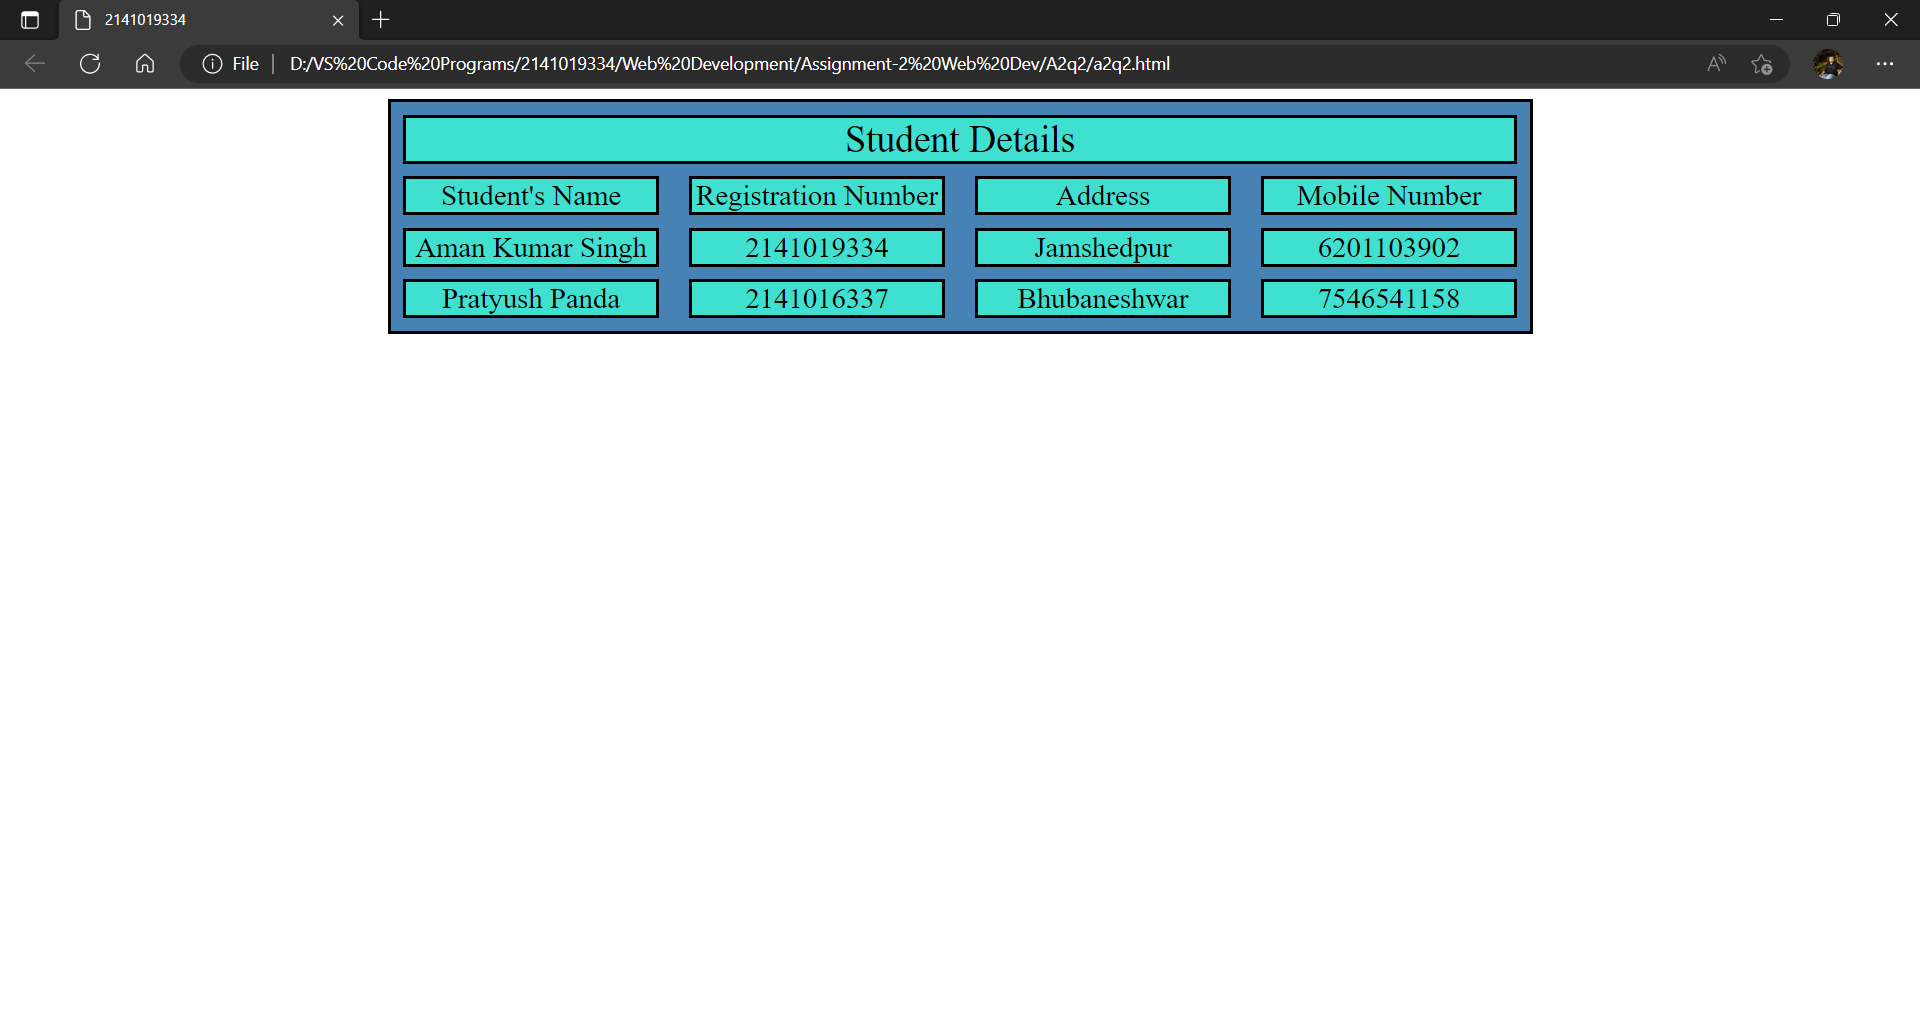 2141019334
File D:/VS%20Code%20Programs/2141019334/Web%20Development/Assignment-2%20Web%20Dev/A2q2/a2q2.html
Student Details
Student's Name Registration Number Address Mobile Number
Aman Kumar Singh 2141019334 Jamshedpur 6201103902
Pratyush Panda 2141016337 Bhubaneshwar 7546541158